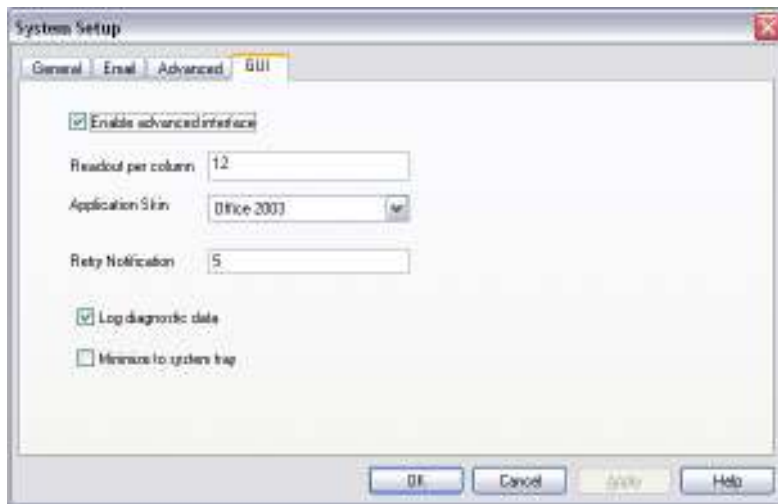 System Setup
General Email Advanced GUI
Enable advanced interface
Readout per column 12
Application Skin Office 2003
Retry Notification 5
Log diagnostic data
Minimize to system tray
OK Cancel Apply Help